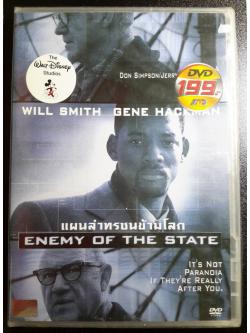 The
WALT DISNEY
Studios
DON SIMPSON/JERRY
DVD
199.-
WILL SMITH GENE HACKMAN
แผนล่าทรชนข้ามโลก
ENEMY OF THE STATE
IT'S NOT
PARANOIA
IF THEY'RE REALLY
AFTER YOU.
DVD